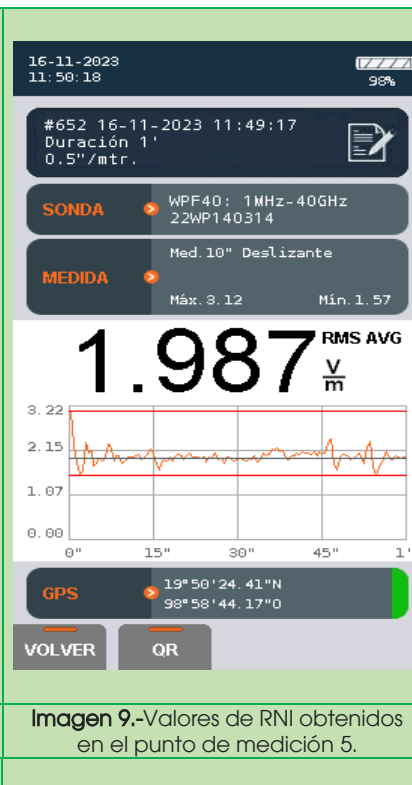 16-11-2023
11:50:18
98%
#652 16-11-2023 11:49:17
Duración 1'
0.5"/mtr.
SONDA
WPF40: 1MHz-40GHz
22WP140314
MEDIDA
Med.10" Deslizante
Máx.3.12 Mín.1.57
1.987 RMS AVG
V/m
3.22
2.15
1.07
0.00
0" 15" 30" 45" 1'
GPS
19°50'24.41"N
98°58'44.17"O
VOLVER QR
Imagen 9.-Valores de RNI obtenidos
en el punto de medición 5.